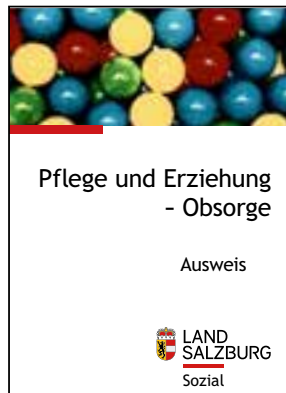 Pflege und Erziehung
– Obsorge
Ausweis
LAND
SALZBURG
Sozial